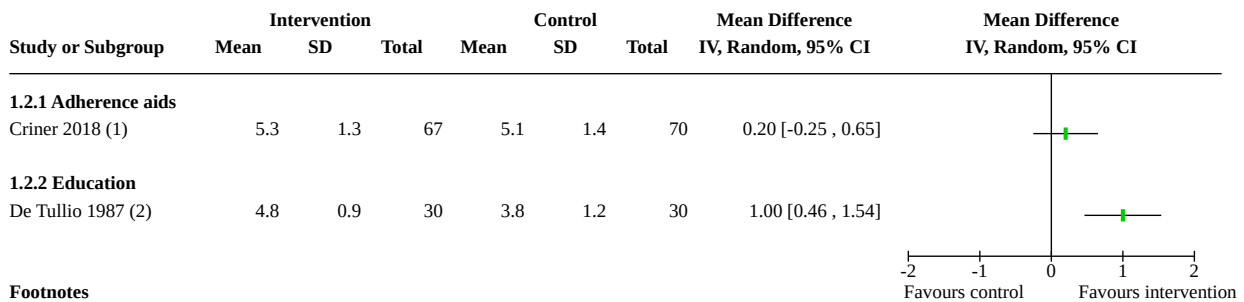 Intervention Control Mean Difference Mean Difference
Study or Subgroup Mean SD Total Mean SD Total IV, Random, 95% CI IV, Random, 95% CI
1.2.1 Adherence aids
Criner 2018 (1) 5.3 1.3 67 5.1 1.4 70 0.20 [-0.25 , 0.65]
1.2.2 Education
De Tullio 1987 (2) 4.8 0.9 30 3.8 1.2 30 1.00 [0.46 , 1.54]
-2 -1 0 1 2
Footnotes Favours control Favours intervention